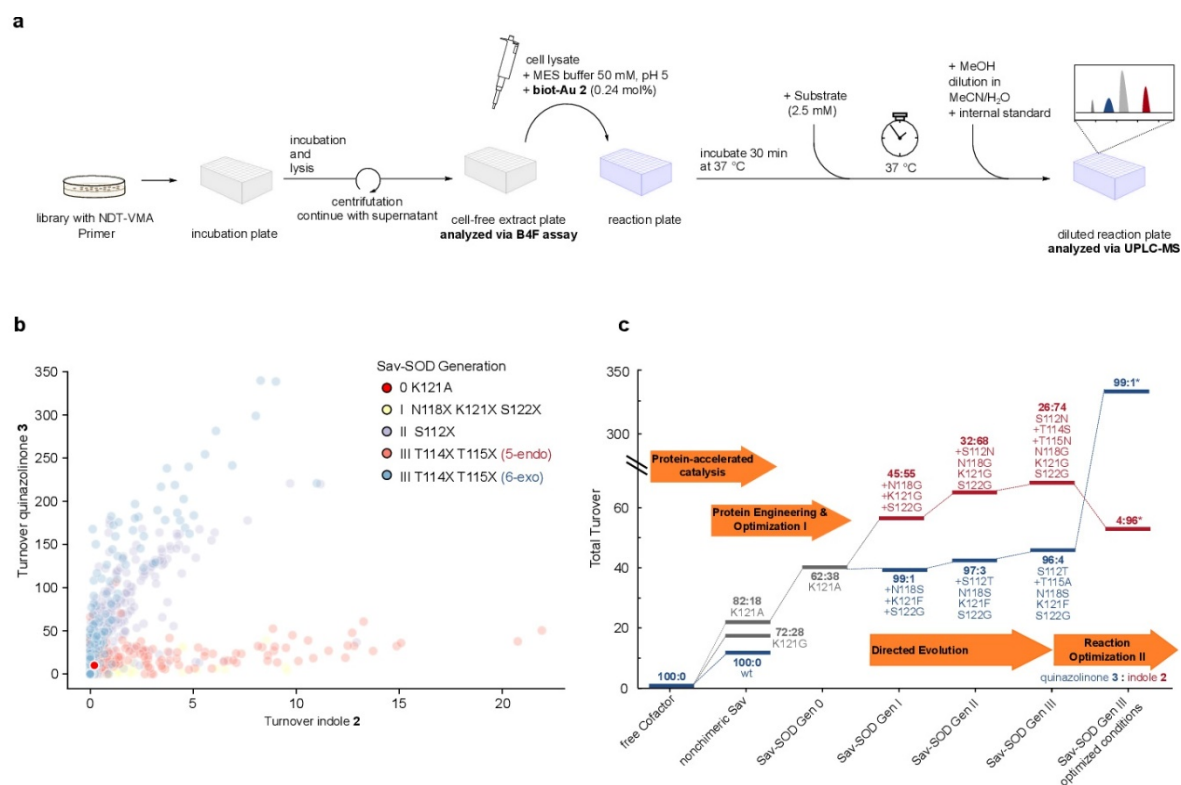 a
cell lysate
+ MES buffer 50 mM, pH 5
+ biot-Au 2 (0.24 mol%)
+ Substrate
(2.5 mM)
+ MeOH
dilution in
MeCN/H₂O
+ internal standard
incubation
and
lysis
incubate 30 min
at 37 °C
37 °C
centrifutation
continue with supernatant
library with NDT-VMA
Primer
incubation plate
cell-free extract plate
analyzed via B4F assay
reaction plate
diluted reaction plate
analyzed via UPLC-MS
b
Turnover quinazolinone 3
350
300
250
200
150
100
50
0
0
5
10
15
20
Turnover indole 2
Sav-SOD Generation
0 K121A
I N118X K121X S122X
II S112X
III T114X T115X (5-endo)
III T114X T115X (6-exo)
c
Total Turover
350
300
60
40
20
0
Protein-accelerated
catalysis
Protein Engineering &
Optimization I
Directed Evolution
Reaction
Optimization II
100:0
82:18
K121A
72:28
K121G
100:0
wt
62:38
K121A
45:55
+N118G
+K121G
+S122G
99:1
+N118S
+K121F
+S122G
32:68
+S112N
N118G
K121G
S122G
97:3
+S112T
N118S
K121F
S122G
26:74
S112N
+T114S
+T115N
N118G
K121G
S122G
96:4
S112T
+T115A
N118S
K121F
S122G
99:1*
4:96*
quinazolinone 3 : indole 2
free Cofactor
nonchimeric Sav
Sav-SOD Gen 0
Sav-SOD Gen I
Sav-SOD Gen II
Sav-SOD Gen III
Sav-SOD Gen III
optimized conditions